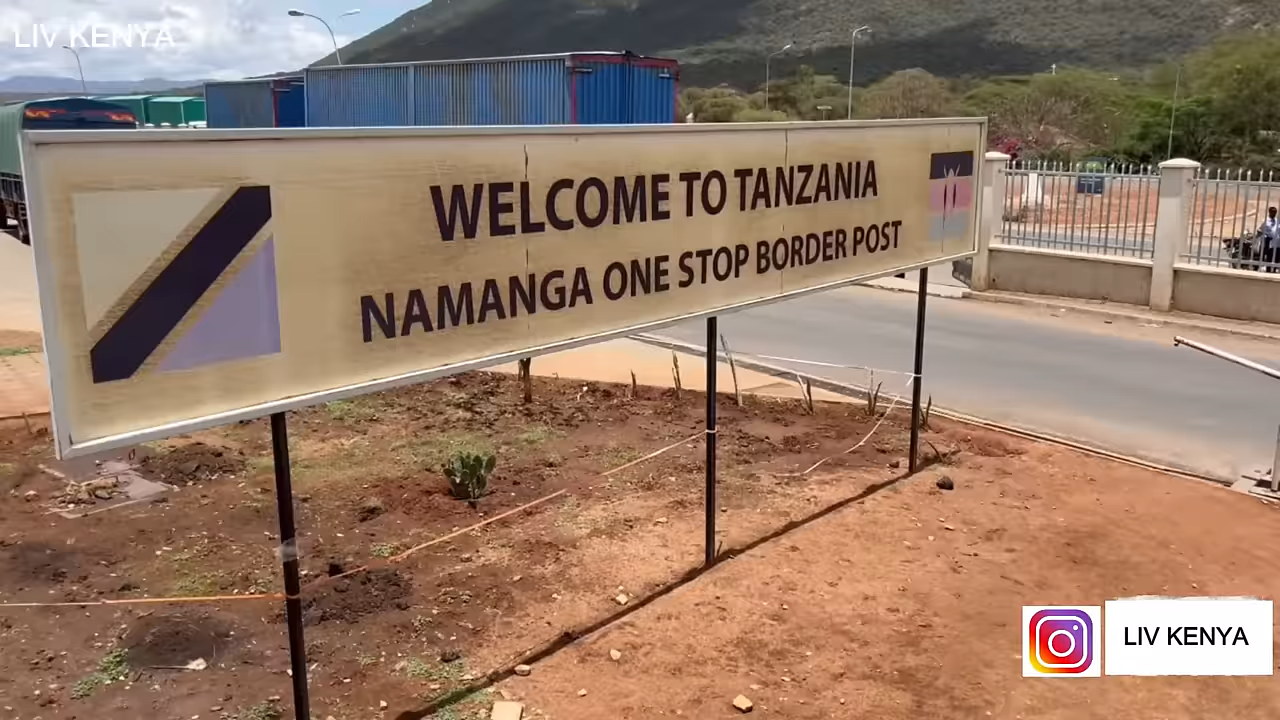 LIV KENYA
WELCOME TO TANZANIA
NAMANGA ONE STOP BORDER POST
LIV KENYA